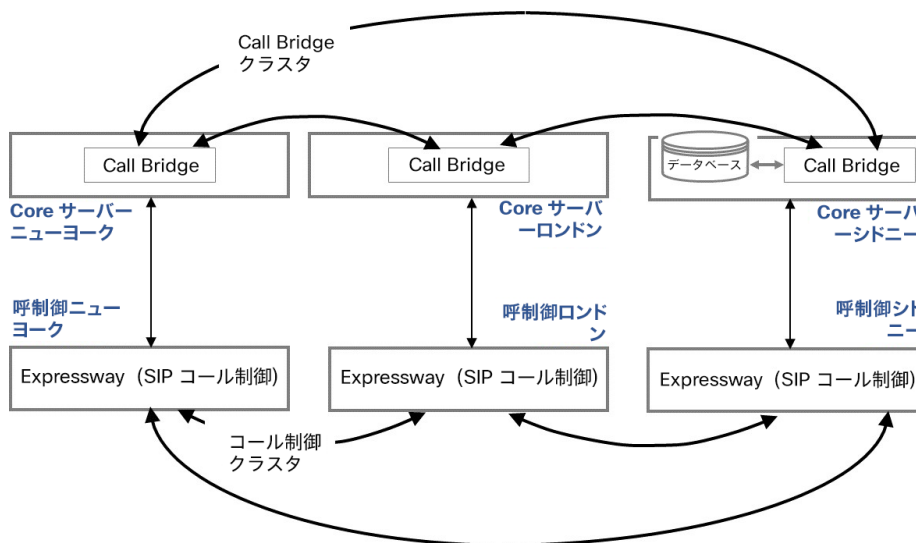 Call Bridge
クラスタ
Call Bridge
Call Bridge
データベース
Call Bridge
Core サーバー
ニューヨーク
Core サーバ
ーロンドン
Core サーバ
ーシドニー
呼制御ニュー
ヨーク
呼制御ロンド
ン
呼制御シド
ニー
Expressway（SIP コール制御）
Expressway（SIP コール制御）
Expressway（SIP コール制御）
コール制御
クラスタ